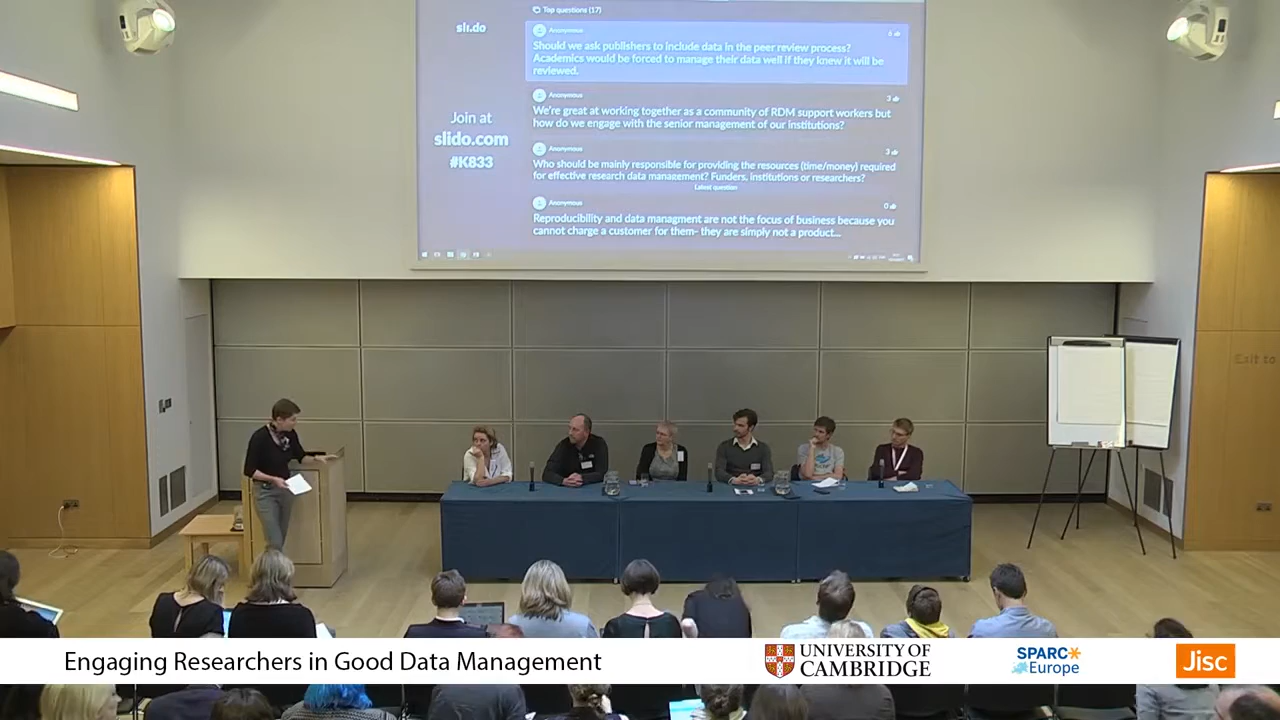 Top questions (17)
sli.do
Anonymous
6
Should we ask publishers to include data in the peer review process?
Academics would be forced to manage their data well if they knew it will be
reviewed.
Anonymous
3
We're great at working together as a community of RDM support workers but
how do we engage with the senior management of our institutions?
Join at
slido.com
#K833
Anonymous
3
Who should be mainly responsible for providing the resources (time/money) required
for effective research data management? Funders, institutions or researchers?
Latest question
Anonymous
0
Reproducibility and data managment are not the focus of business because you
cannot charge a customer for them- they are simply not a product...
Exit to
Engaging Researchers in Good Data Management
UNIVERSITY OF
CAMBRIDGE
SPARC*
Europe
Jisc